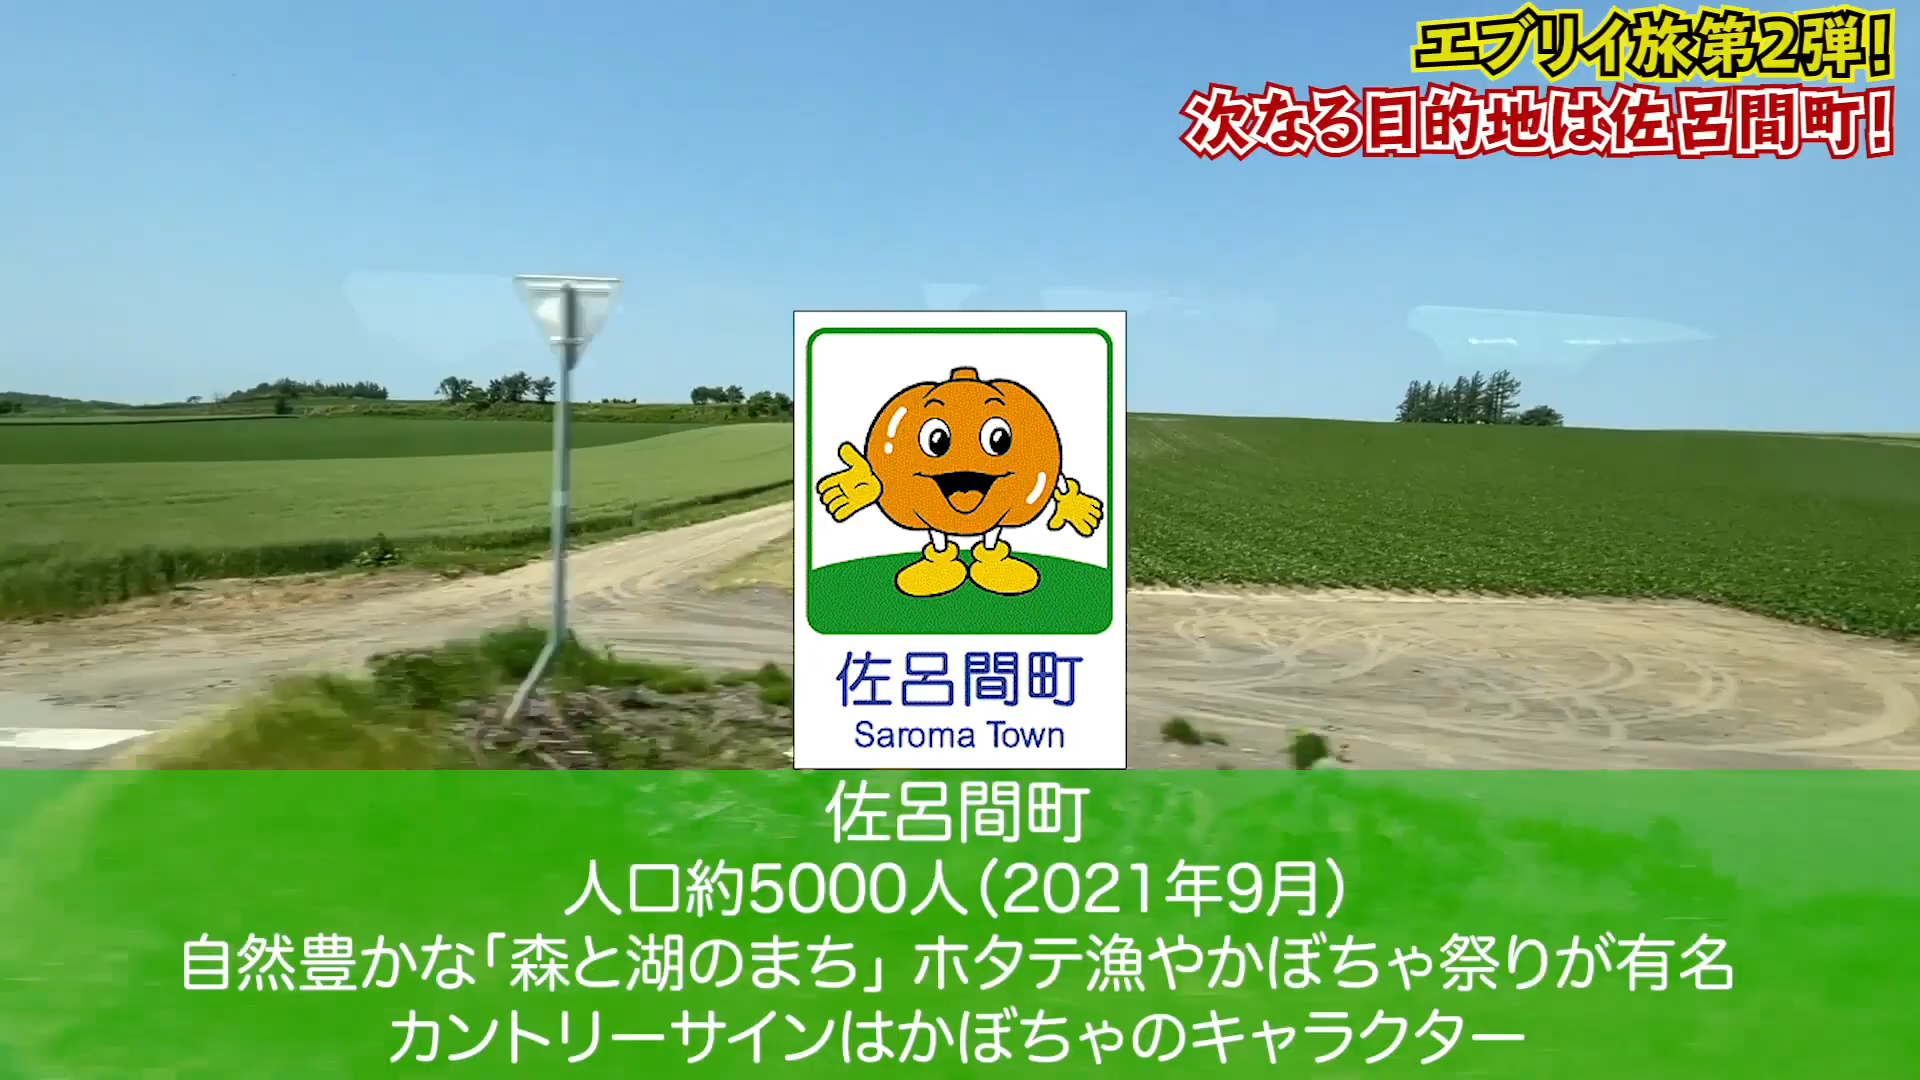 エブリイ旅第2弾!
次なる目的地は佐呂間町!
佐呂間町
Saroma Town
佐呂間町
人口約5000人(2021年9月)
自然豊かな「森と湖のまち」 ホタテ漁やかぼちゃ祭りが有名
カントリーサインはかぼちゃのキャラクター